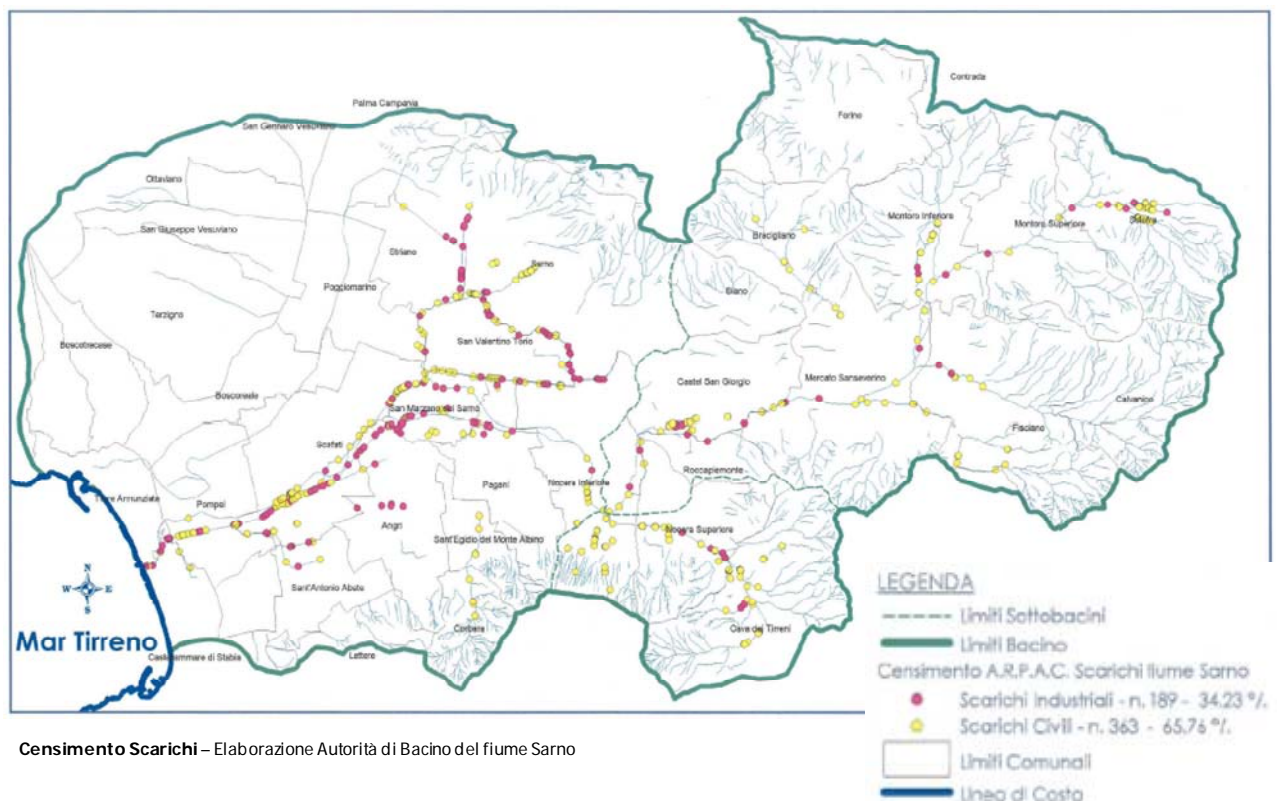 Contrada
Palma Campania
Forino
San Gennaro Vesuviano
Ottaviano
Montoro Inferiore
Montoro Superiore
Solofra
San Giuseppe Vesuviano
Bracigliano
Striano
Sarno
Siano
Poggiomarino
Terzigno
San Valentino Torio
Boscotrecase
Castel San Giorgio
Mercato Sanseverino
Boscoreale
Calvanico
San Marzano sul Sarno
Fisciano
Scafati
Roccapiemonte
Pagani
Nocera Inferiore
Torre Annunziata
Pompei
Angri
Nocera Superiore
Sant'Egidio del Monte Albino
N
W E
S
Sant'Antonio Abate
Mar Tirreno
Corbara
Cava dei Tirreni
Castellammare di Stabia
Lettere
LEGENDA
Limiti Sottobacini
Limiti Bacino
Censimento A.R.P.A.C. Scarichi fiume Sarno
Scarichi Industriali - n. 189 - 34.23 %.
Scarichi Civili - n. 363 - 65.76 %.
Limiti Comunali
Linea di Costa
Censimento Scarichi – Elaborazione Autorità di Bacino del fiume Sarno